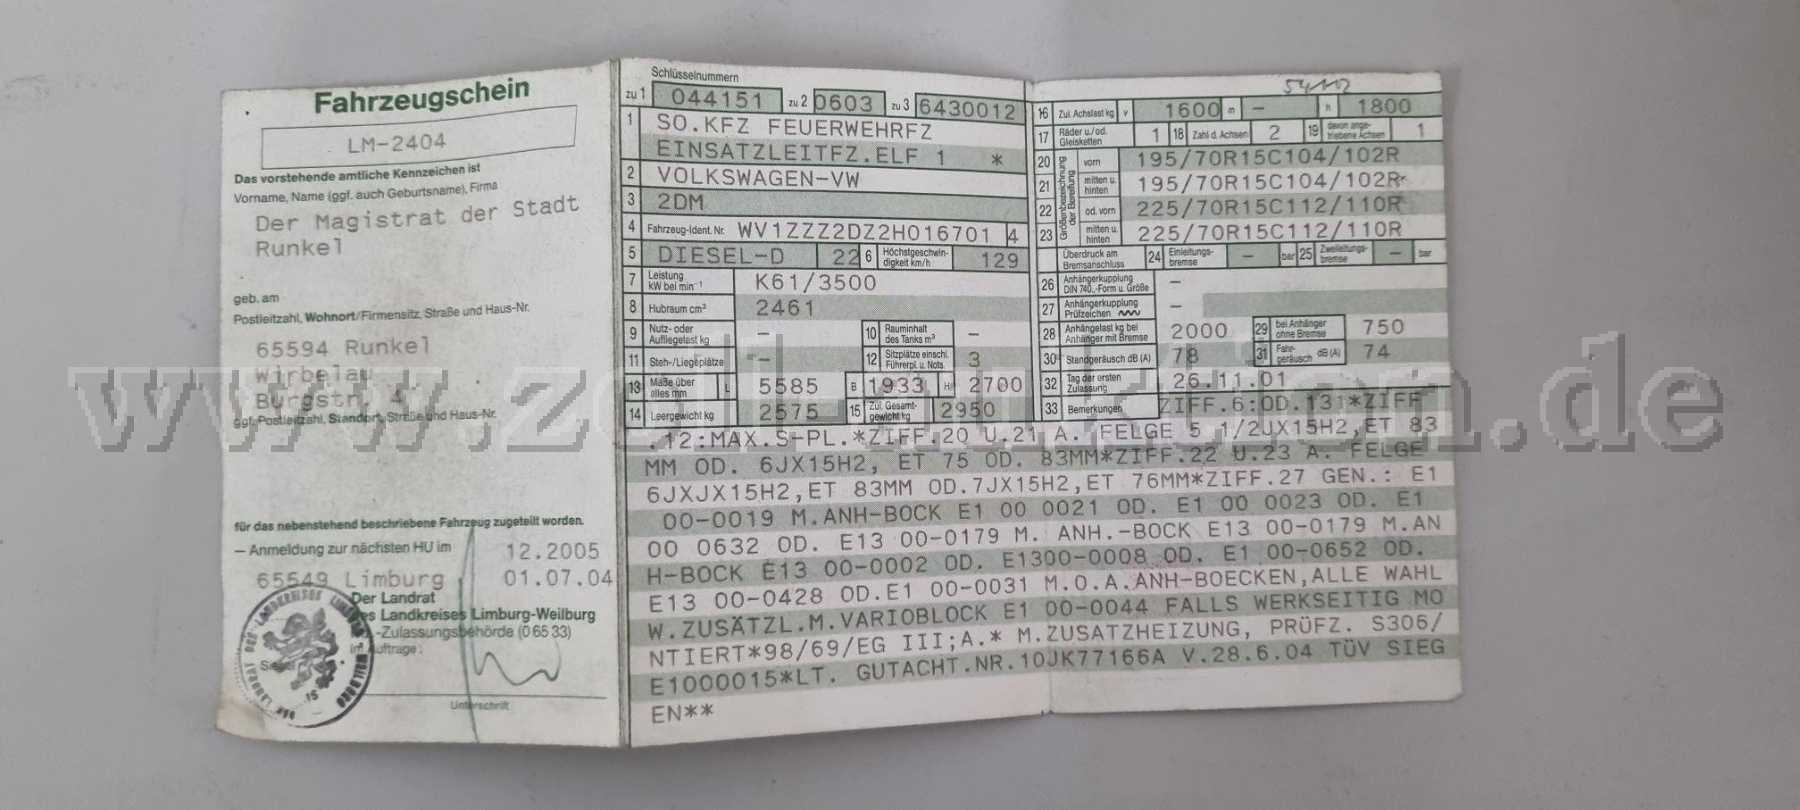 Fahrzeugschein
LM-2404
Das vorstehende amtliche Kennzeichen ist
Vorname, Name (ggf. auch Geburtsname), Firma
Der Magistrat der Stadt
Runkel
geb. am
Postleitzahl, Wohnort/Firmensitz, Straße und Haus-Nr.
65594 Runkel
Wirbelau
Burgstr. 4
ggf. Postleitzahl, Standort, Straße und Haus-Nr.
für das nebenstehend beschriebene Fahrzeug zugeteilt worden.
– Anmeldung zur nächsten HU im 12.2005
65549 Limburg 01.07.04
Der Landrat
des Landkreises Limburg-Weilburg
-Zulassungsbehörde (0 65 33)
im Auftrage:
Unterschrift
Schlüsselnummern
zu 1 044151 zu 2 0603 zu 3 6430012
1 SO.KFZ FEUERWEHRFZ
EINSATZLEITFZ.ELF 1 *
2 VOLKSWAGEN-VW
3 2DM
4 Fahrzeug-Ident. Nr. WV1ZZZ2DZ2H016701 4
5 DIESEL-D 22 6 Höchstgeschwindigkeit km/h 129
7 Leistung kW bei min⁻¹ K61/3500
8 Hubraum cm³ 2461
9 Nutz- oder Aufliegelast kg – 10 Rauminhalt des Tanks m³ –
11 Steh-/Liegeplätze – 12 Sitzplätze einschl. Führerpl. u. Nots. 3
13 Maße über alles mm L 5585 B 1933 H 2700
14 Leergewicht kg 2575 15 Zul. Gesamtgewicht kg 2950
54112
16 Zul. Achslast kg v 1600 m – h 1800
17 Räder u./od. Gleisketten 1 18 Zahl d. Achsen 2 19 davon angetriebene Achsen 1
Größenbezeichnung der Bereifung
20 vorn 195/70R15C104/102R
21 mitten u. hinten 195/70R15C104/102R
22 od. vorn 225/70R15C112/110R
23 mitten u. hinten 225/70R15C112/110R
Überdruck am Bremsanschluss 24 Einleitungsbremse – bar 25 Zweileitungsbremse – bar
26 Anhängerkupplung DIN 740.,-Form u. Größe –
27 Anhängerkupplung Prüfzeichen –
28 Anhängelast kg bei Anhänger mit Bremse 2000 29 bei Anhänger ohne Bremse 750
30 Standgeräusch dB (A) 78 31 Fahrgeräusch dB (A) 74
32 Tag der ersten Zulassung 26.11.01
33 Bemerkungen ZIFF.6:OD.131*ZIFF
.12:MAX.S-PL.*ZIFF.20 U.21 A. FELGE 5 1/2JX15H2,ET 83
MM OD. 6JX15H2, ET 75 OD. 83MM*ZIFF.22 U.23 A. FELGE
6JXJX15H2,ET 83MM OD.7JX15H2,ET 76MM*ZIFF.27 GEN.: E1
00-0019 M.ANH-BOCK E1 00 0021 OD. E1 00 0023 OD. E1
00 0632 OD. E13 00-0179 M. ANH.-BOCK E13 00-0179 M.AN
H-BOCK E13 00-0002 OD. E1300-0008 OD. E1 00-0652 OD.
E13 00-0428 OD.E1 00-0031 M.O.A.ANH-BOECKEN,ALLE WAHL
W.ZUSÄTZL.M.VARIOBLOCK E1 00-0044 FALLS WERKSEITIG MO
NTIERT*98/69/EG III;A.* M.ZUSATZHEIZUNG, PRÜFZ. S306/
E1000015*LT. GUTACHT.NR.10JK77166A V.28.6.04 TÜV SIEG
EN**
www.zoll-auktion.de